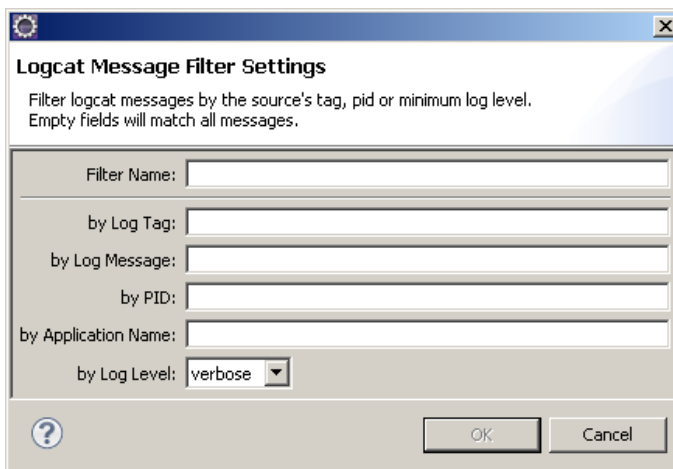 Logcat Message Filter Settings
Filter logcat messages by the source's tag, pid or minimum log level.
Empty fields will match all messages.
Filter Name:
by Log Tag:
by Log Message:
by PID:
by Application Name:
by Log Level: verbose
OK Cancel